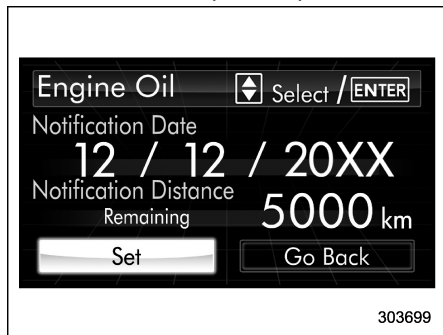 Engine Oil Select / ENTER
Notification Date
12 / 12 / 20XX
Notification Distance
Remaining 5000 km
Set Go Back
303699